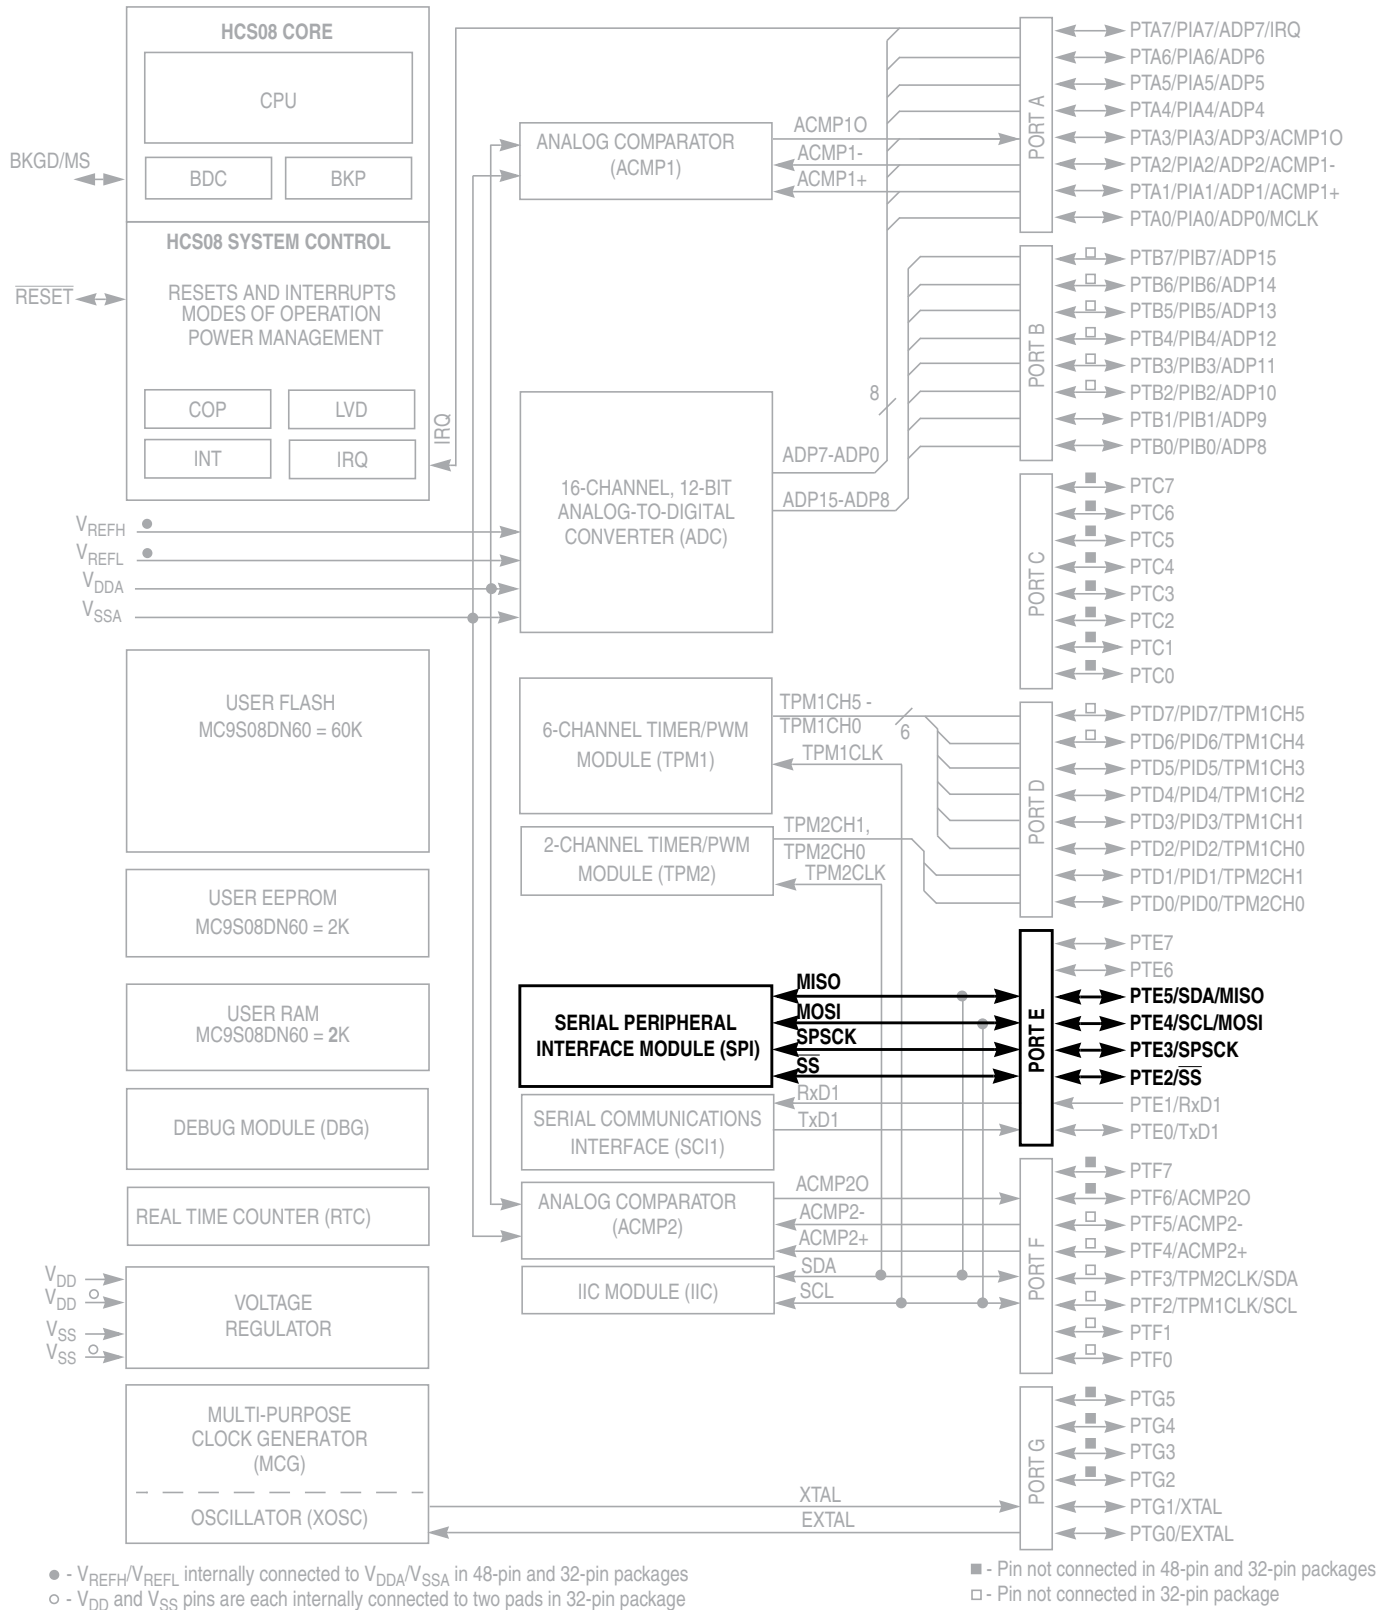 HCS08 CORE
CPU
BDC
BKP
BKGD/MS
HCS08 SYSTEM CONTROL
RESETS AND INTERRUPTS
MODES OF OPERATION
POWER MANAGEMENT
RESET
COP
LVD
INT
IRQ
IRQ
VREFH
VREFL
VDDA
VSSA
USER FLASH
MC9S08DN60 = 60K
USER EEPROM
MC9S08DN60 = 2K
USER RAM
MC9S08DN60 = 2K
DEBUG MODULE (DBG)
REAL TIME COUNTER (RTC)
VDD
VDD
VSS
VSS
VOLTAGE
REGULATOR
MULTI-PURPOSE
CLOCK GENERATOR
(MCG)
OSCILLATOR (XOSC)
ANALOG COMPARATOR
(ACMP1)
ACMP1O
ACMP1-
ACMP1+
16-CHANNEL, 12-BIT
ANALOG-TO-DIGITAL
CONVERTER (ADC)
8
ADP7-ADP0
ADP15-ADP8
6-CHANNEL TIMER/PWM
MODULE (TPM1)
TPM1CH5 -
TPM1CH0
6
TPM1CLK
2-CHANNEL TIMER/PWM
MODULE (TPM2)
TPM2CH1,
TPM2CH0
TPM2CLK
SERIAL PERIPHERAL
INTERFACE MODULE (SPI)
MISO
MOSI
SPSCK
SS
SERIAL COMMUNICATIONS
INTERFACE (SCI1)
RxD1
TxD1
ANALOG COMPARATOR
(ACMP2)
ACMP2O
ACMP2-
ACMP2+
IIC MODULE (IIC)
SDA
SCL
XTAL
EXTAL
PORT A
PTA7/PIA7/ADP7/IRQ
PTA6/PIA6/ADP6
PTA5/PIA5/ADP5
PTA4/PIA4/ADP4
PTA3/PIA3/ADP3/ACMP1O
PTA2/PIA2/ADP2/ACMP1-
PTA1/PIA1/ADP1/ACMP1+
PTA0/PIA0/ADP0/MCLK
PORT B
PTB7/PIB7/ADP15
PTB6/PIB6/ADP14
PTB5/PIB5/ADP13
PTB4/PIB4/ADP12
PTB3/PIB3/ADP11
PTB2/PIB2/ADP10
PTB1/PIB1/ADP9
PTB0/PIB0/ADP8
PORT C
PTC7
PTC6
PTC5
PTC4
PTC3
PTC2
PTC1
PTC0
PORT D
PTD7/PID7/TPM1CH5
PTD6/PID6/TPM1CH4
PTD5/PID5/TPM1CH3
PTD4/PID4/TPM1CH2
PTD3/PID3/TPM1CH1
PTD2/PID2/TPM1CH0
PTD1/PID1/TPM2CH1
PTD0/PID0/TPM2CH0
PORT E
PTE7
PTE6
PTE5/SDA/MISO
PTE4/SCL/MOSI
PTE3/SPSCK
PTE2/SS
PTE1/RxD1
PTE0/TxD1
PORT F
PTF7
PTF6/ACMP2O
PTF5/ACMP2-
PTF4/ACMP2+
PTF3/TPM2CLK/SDA
PTF2/TPM1CLK/SCL
PTF1
PTF0
PORT G
PTG5
PTG4
PTG3
PTG2
PTG1/XTAL
PTG0/EXTAL
● - VREFH/VREFL internally connected to VDDA/VSSA in 48-pin and 32-pin packages
○ - VDD and VSS pins are each internally connected to two pads in 32-pin package
■ - Pin not connected in 48-pin and 32-pin packages
□ - Pin not connected in 32-pin package